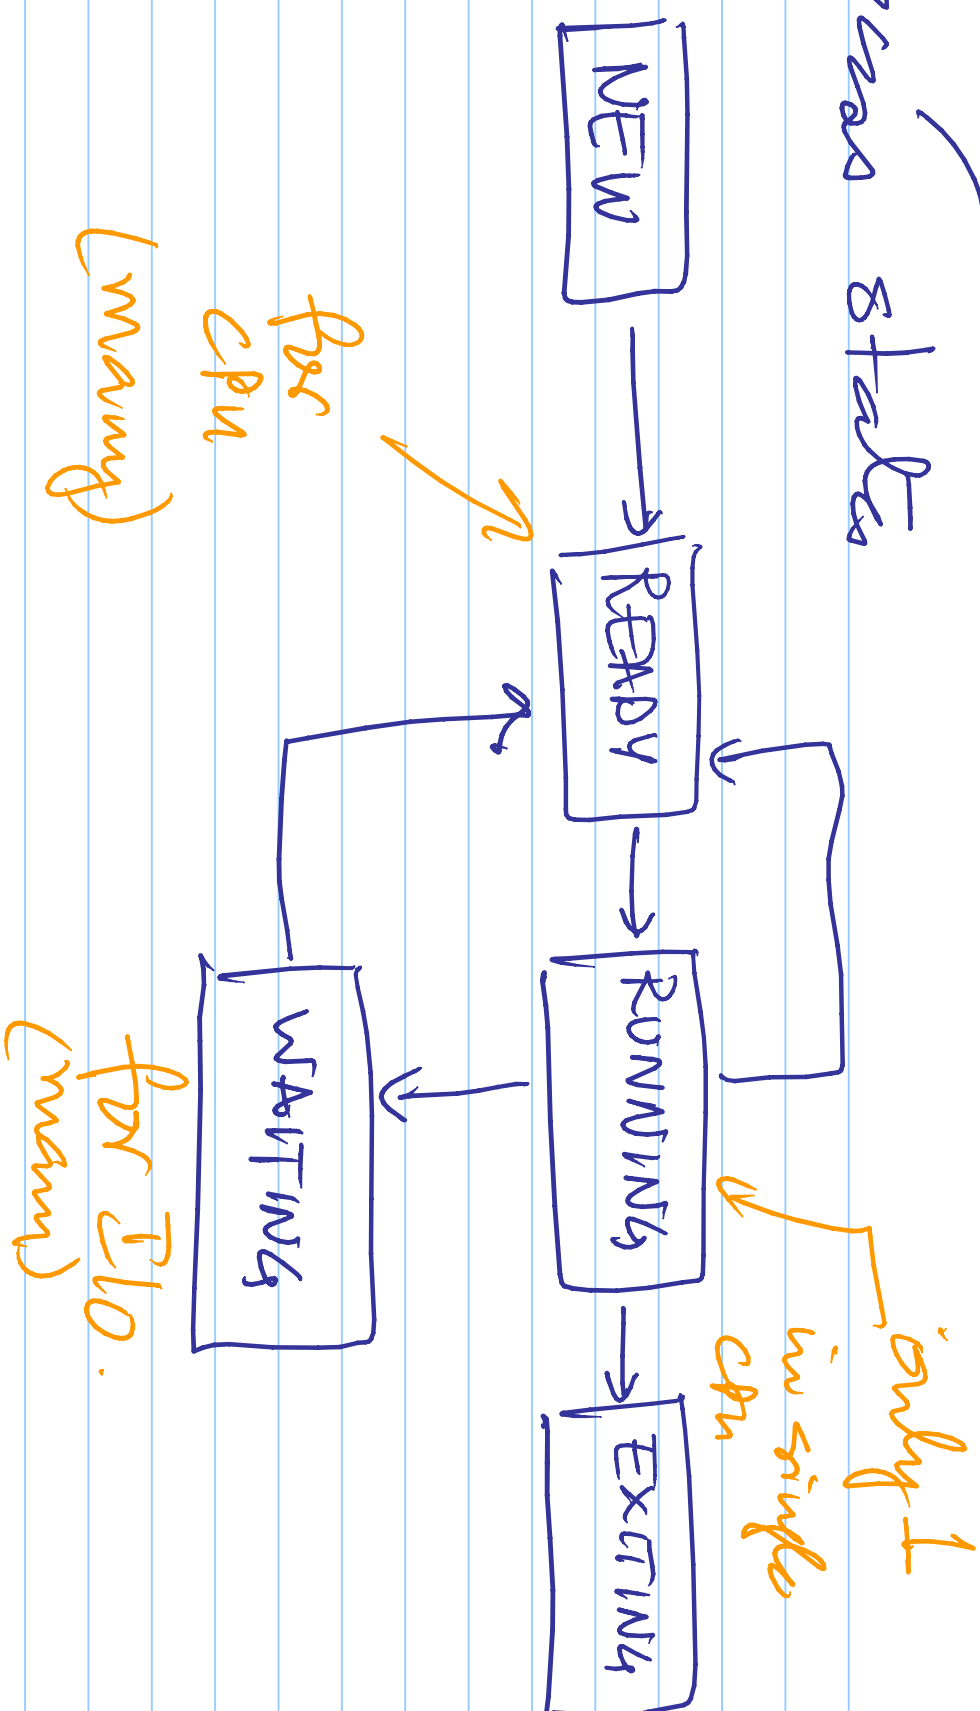 states
only 1
in single
cpu
NEW
READY
RUNNING
EXITING
for
cpu
(many)
WAITING
for I/O.
(many)